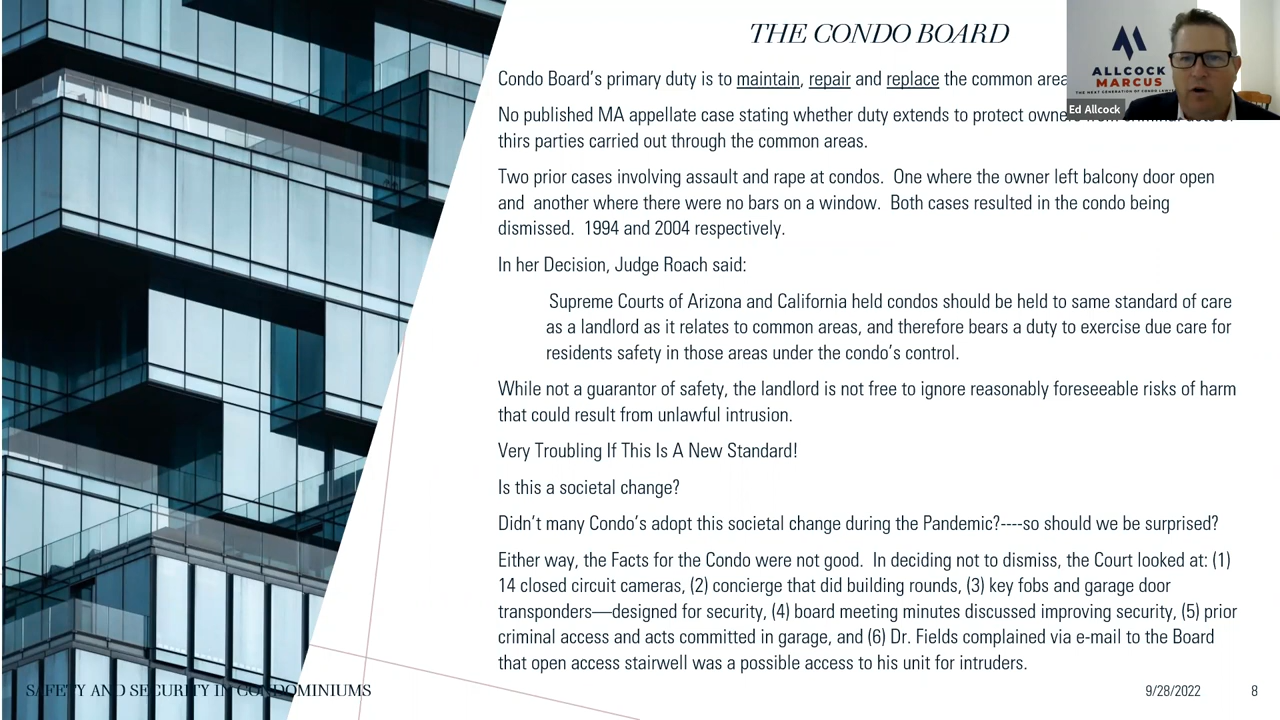 THE CONDO BOARD
ALLCOCK
MARCUS
THE NEXT GENERATION OF CONDO
Ed Allcock
Condo Board's primary duty is to maintain, repair and replace the common
No published MA appellate case stating whether duty extends to protect
thirs parties carried out through the common areas.
Two prior cases involving assault and rape at condos. One where the owner left balcony door open
and another where there were no bars on a window. Both cases resulted in the condo being
dismissed. 1994 and 2004 respectively.
In her Decision, Judge Roach said:
Supreme Courts of Arizona and California held condos should be held to same standard of care
as a landlord as it relates to common areas, and therefore bears a duty to exercise due care for
residents safety in those areas under the condo's control.
While not a guarantor of safety, the landlord is not free to ignore reasonably foreseeable risks of harm
that could result from unlawful intrusion.
Very Troubling If This Is A New Standard!
Is this a societal change?
Didn't many Condo's adopt this societal change during the Pandemic?----so should we be surprised?
Either way, the Facts for the Condo were not good. In deciding not to dismiss, the Court looked at: (1)
14 closed circuit cameras, (2) concierge that did building rounds, (3) key fobs and garage door
transponders—designed for security, (4) board meeting minutes discussed improving security, (5) prior
criminal access and acts committed in garage, and (6) Dr. Fields complained via e-mail to the Board
that open access stairwell was a possible access to his unit for intruders.
SAFETY AND SECURITY IN CONDOMINIUMS
9/28/2022
8